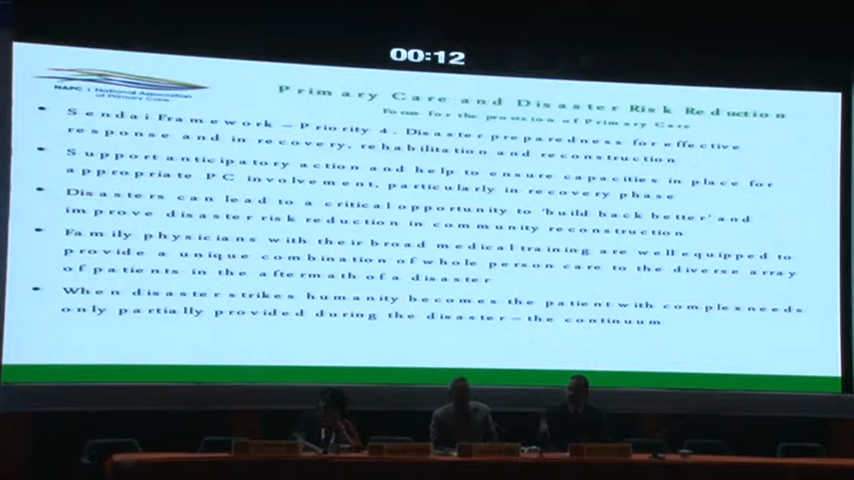 00:12
NAPC | National Association
of Primary Care
Primary Care and Disaster Risk Reduction
Focus for the provision of Primary Care
• Sendai Framework – Priority 4. Disaster preparedness for effective
response and in recovery, rehabilitation and reconstruction
• Support anticipatory action and help to ensure capacities in place for
appropriate PC involvement, particularly in recovery phase
• Disasters can lead to a critical opportunity to 'build back better' and
improve disaster risk reduction in community reconstruction
• Family physicians with their broad medical training are well equipped to
provide a unique combination of whole person care to the diverse array
of patients in the aftermath of a disaster
• When disaster strikes humanity becomes the patient with complex needs
only partially provided during the disaster – the continuum